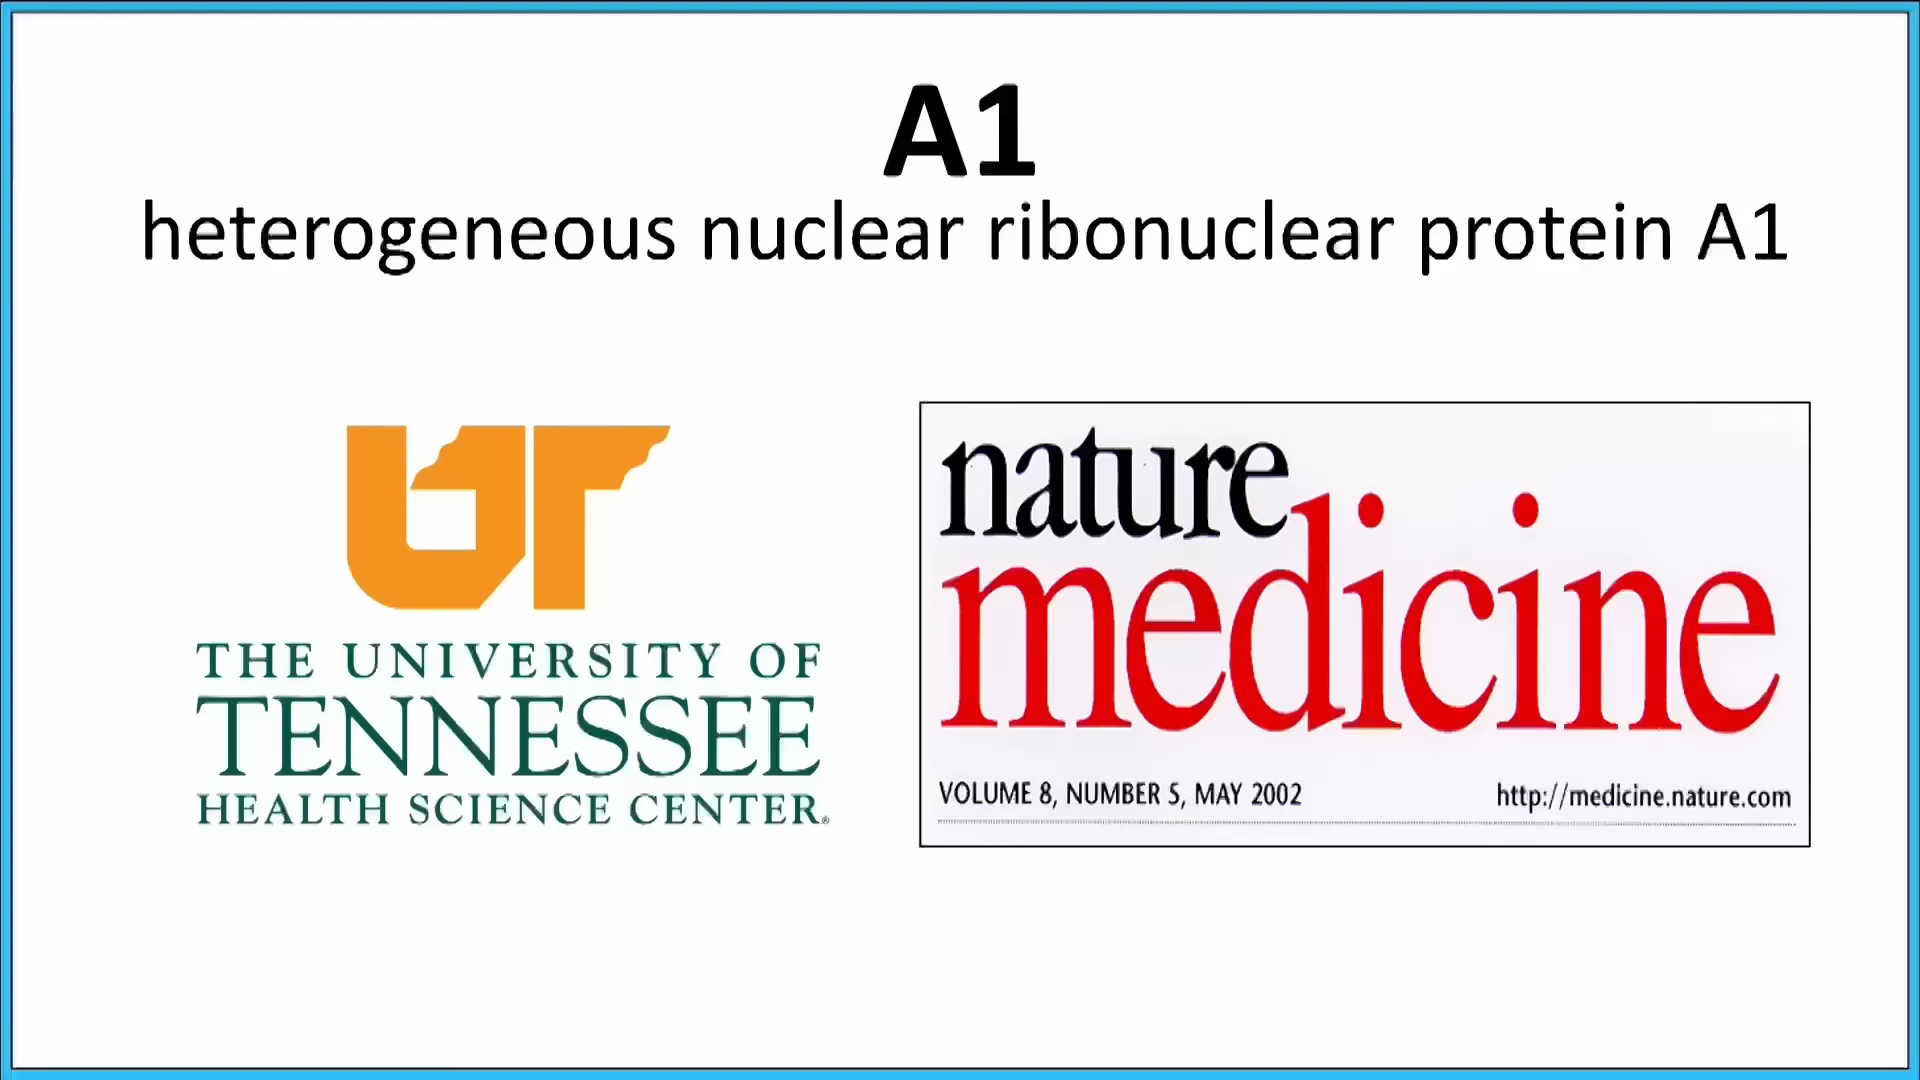 A1
heterogeneous nuclear ribonuclear protein A1
UT
THE UNIVERSITY OF
TENNESSEE
HEALTH SCIENCE CENTER®
nature
medicine
VOLUME 8, NUMBER 5, MAY 2002
http://medicine.nature.com